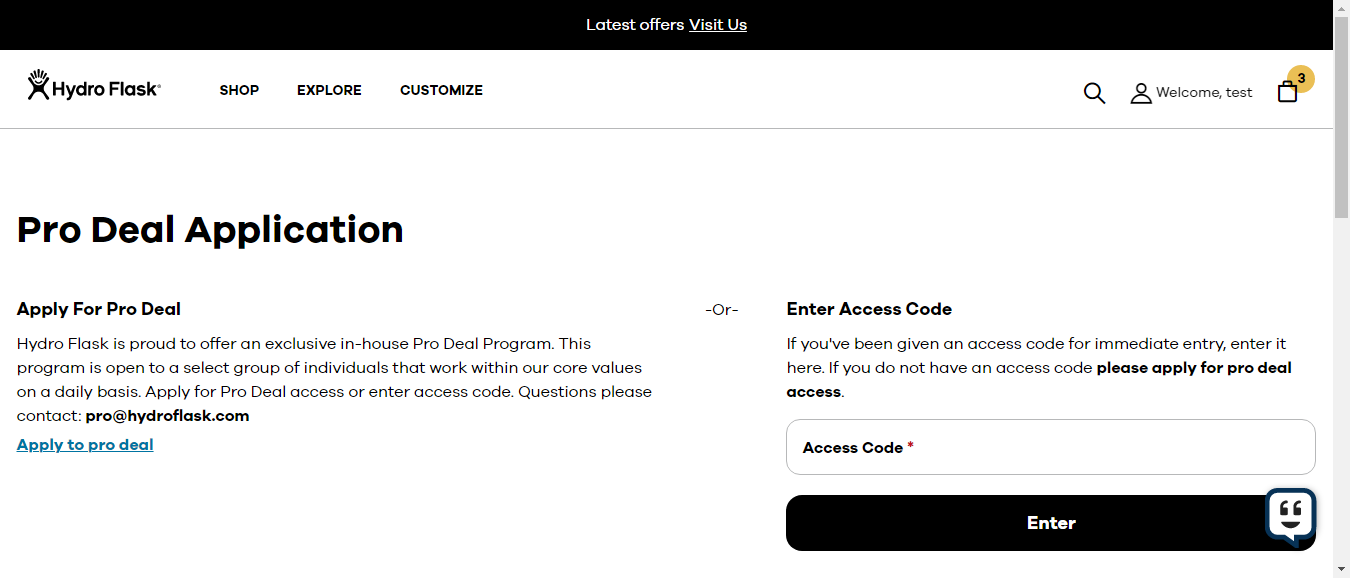 Latest offers Visit Us
Hydro Flask
SHOP
EXPLORE
CUSTOMIZE
Welcome, test
3
Pro Deal Application
Apply For Pro Deal
Hydro Flask is proud to offer an exclusive in-house Pro Deal Program. This
program is open to a select group of individuals that work within our core values
on a daily basis. Apply for Pro Deal access or enter access code. Questions please
contact: pro@hydroflask.com
Apply to pro deal
-Or-
Enter Access Code
If you've been given an access code for immediate entry, enter it
here. If you do not have an access code please apply for pro deal
access.
Access Code *
Enter